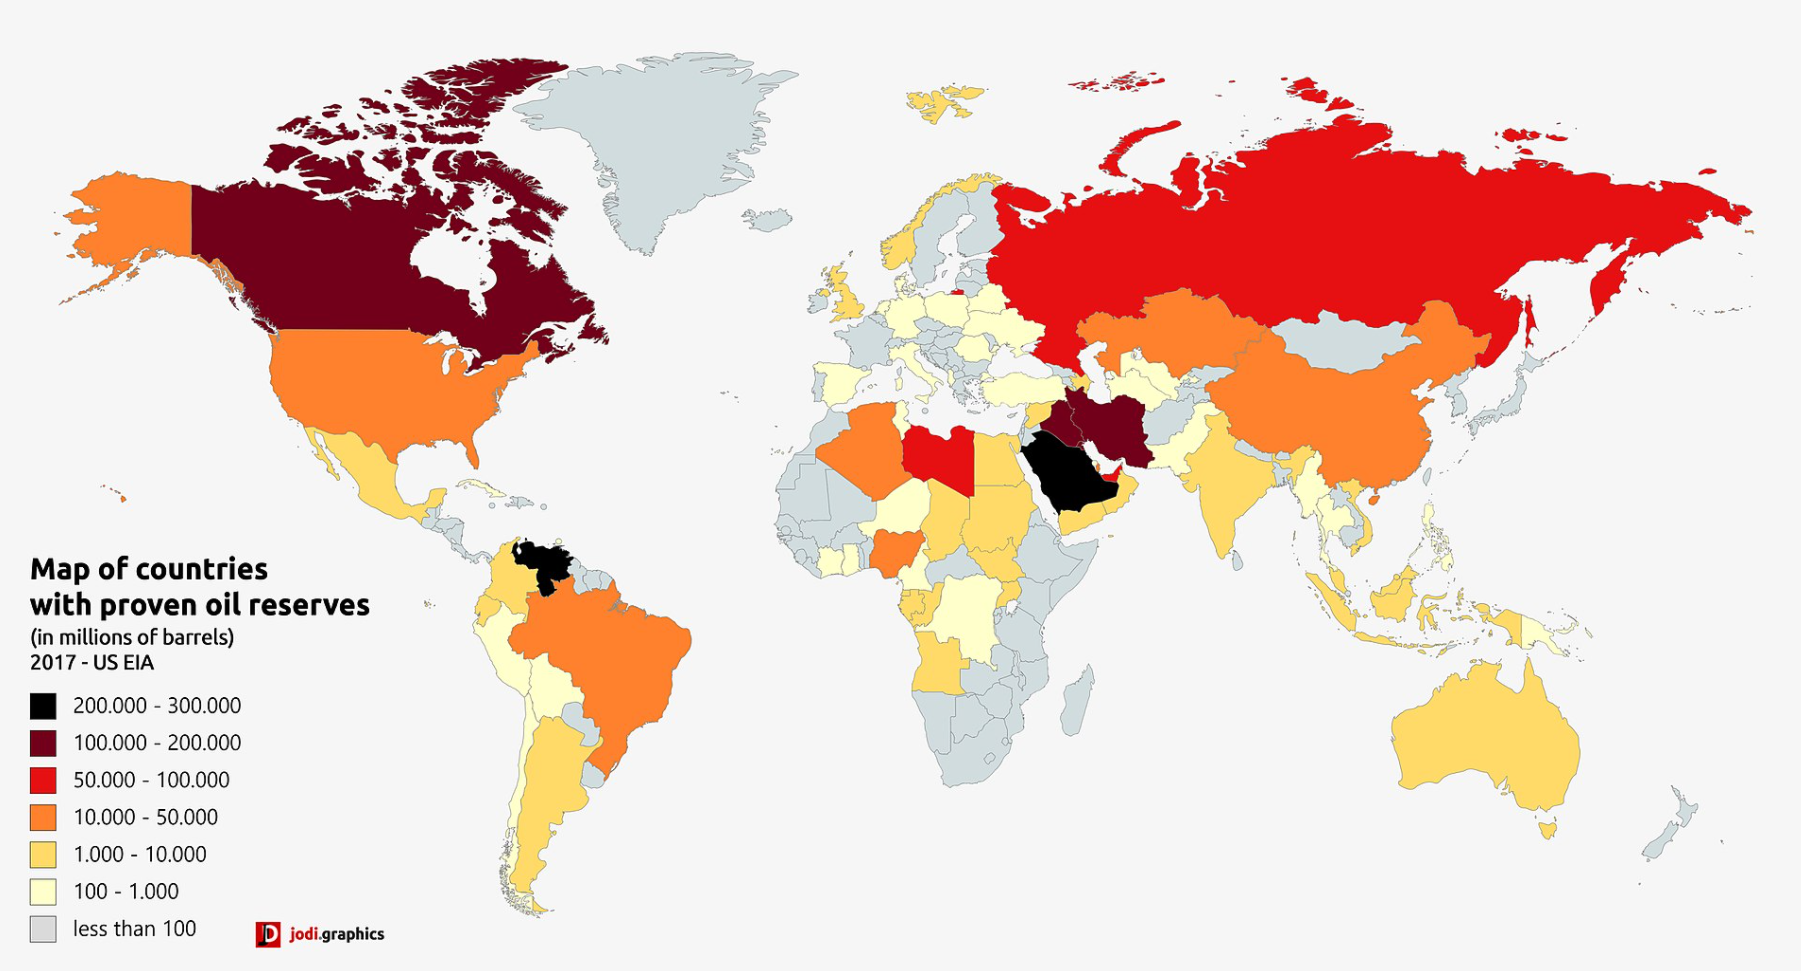 Map of countries
with proven oil reserves
(in millions of barrels)
2017 - US EIA
200.000 - 300.000
100.000 - 200.000
50.000 - 100.000
10.000 - 50.000
1.000 - 10.000
100 - 1.000
less than 100
jodi.graphics